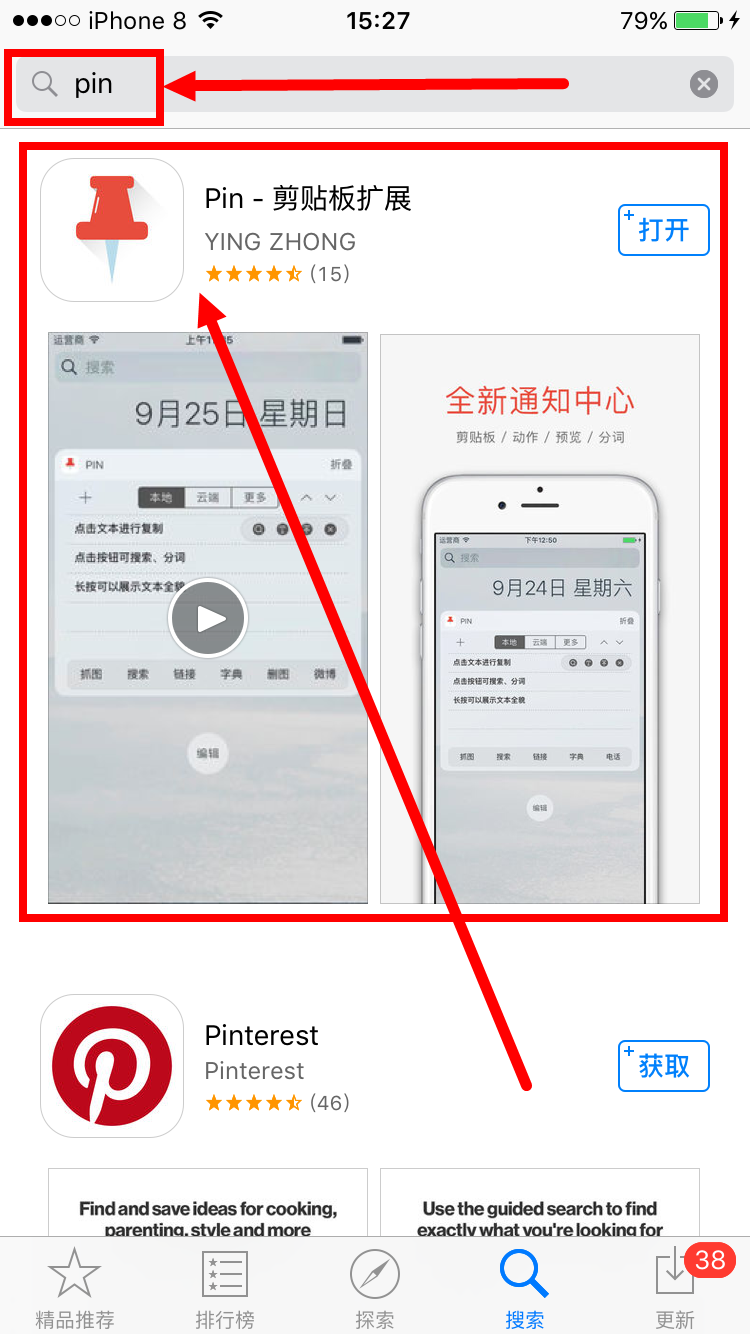 iPhone 8 15:27 79%
pin
Pin - 剪贴板扩展
YING ZHONG
(15)
打开
运营商
搜索
9月25日 星期日
PIN 折叠
本地 云端 更多
点击文本进行复制
点击按钮可搜索、分词
长按可以展示文本全貌
抓图 搜索 链接 字典 删图 微博
编辑
全新通知中心
剪贴板 / 动作 / 预览 / 分词
运营商 下午12:50
搜索
9月24日 星期六
PIN 折叠
本地 云端 更多
点击文本进行复制
点击按钮可搜索、分词
长按可以展示文本全貌
抓图 搜索 链接 字典 电话
编辑
Pinterest
Pinterest
(46)
获取
Find and save ideas for cooking,
parenting, style and more
Use the guided search to find
exactly what you're looking for
38
精品推荐 排行榜 探索 搜索 更新